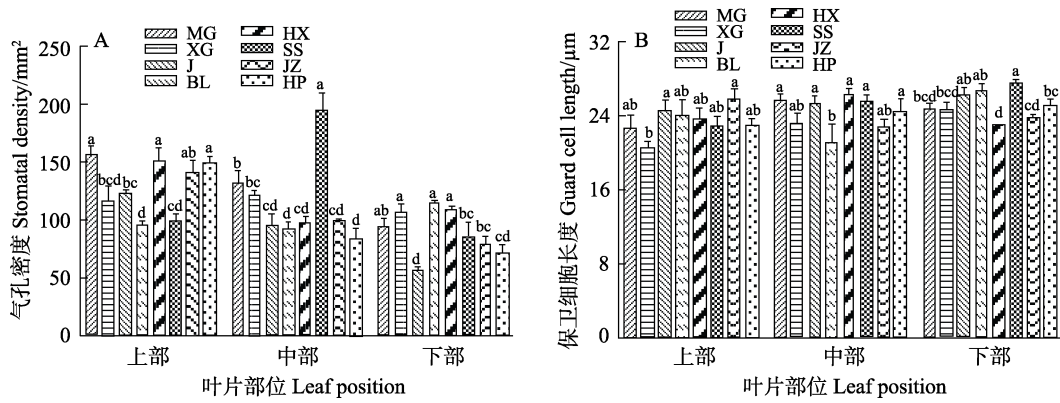 A
MG
XG
J
BL
HX
SS
JZ
HP
气孔密度 Stomatal density/mm²
250
200
150
100
50
0
a
bcd
bc
d
a
cd
ab
a
b
bc
cd
d
cd
a
cd
d
ab
a
d
a
a
bc
cd
cd
上部
中部
下部
叶片部位 Leaf position
B
MG
XG
J
BL
HX
SS
JZ
HP
保卫细胞长度 Guard cell length/μm
32
24
16
8
0
ab
b
a
ab
ab
ab
a
ab
a
ab
a
b
a
a
ab
ab
bcd
bcd
ab
ab
d
a
cd
bc
上部
中部
下部
叶片部位 Leaf position